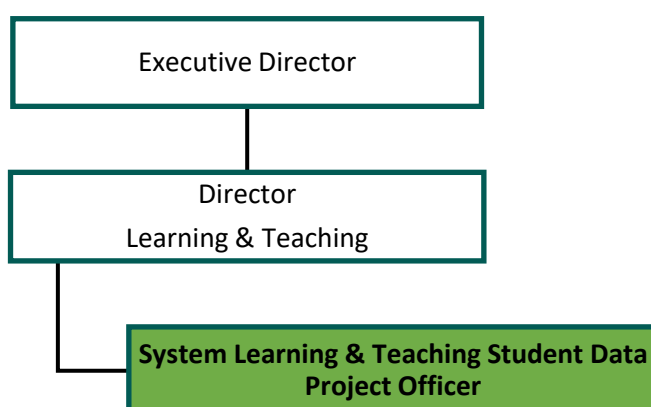 Executive Director
Director
Learning & Teaching
System Learning & Teaching Student Data
Project Officer